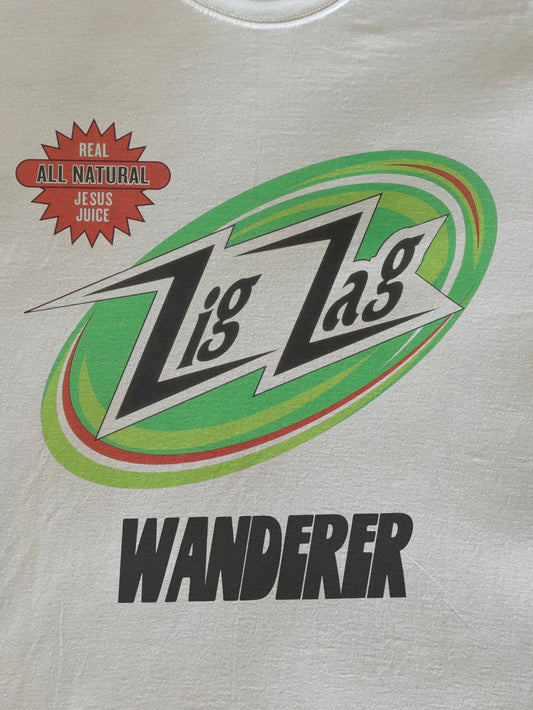 REAL
ALL NATURAL
JESUS
JUICE
Zig Zag
WANDERER